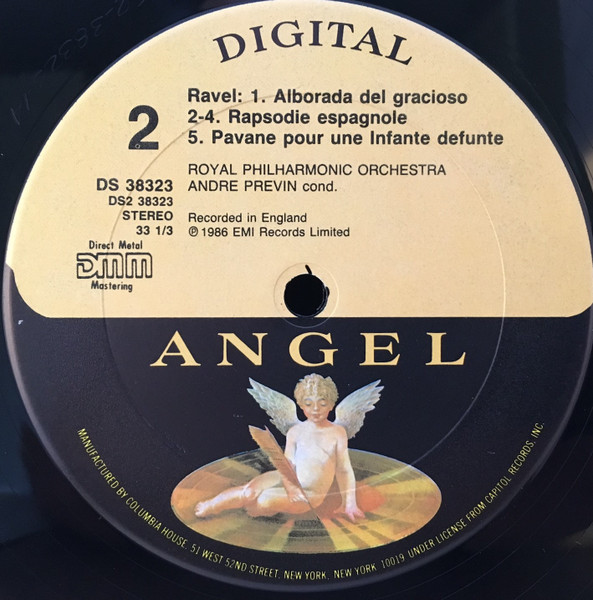 DIGITAL
2
Ravel: 1. Alborada del gracioso
2-4. Rapsodie espagnole
5. Pavane pour une Infante defunte
ROYAL PHILHARMONIC ORCHESTRA
ANDRE PREVIN cond.
DS 38323
DS2 38323
STEREO
33 1/3
Recorded in England
℗ 1986 EMI Records Limited
Direct Metal
DMM
Mastering
ANGEL
MANUFACTURED BY COLUMBIA HOUSE, 51 WEST 52ND STREET, NEW YORK, NEW YORK 10019 UNDER LICENSE FROM CAPITOL RECORDS, INC.